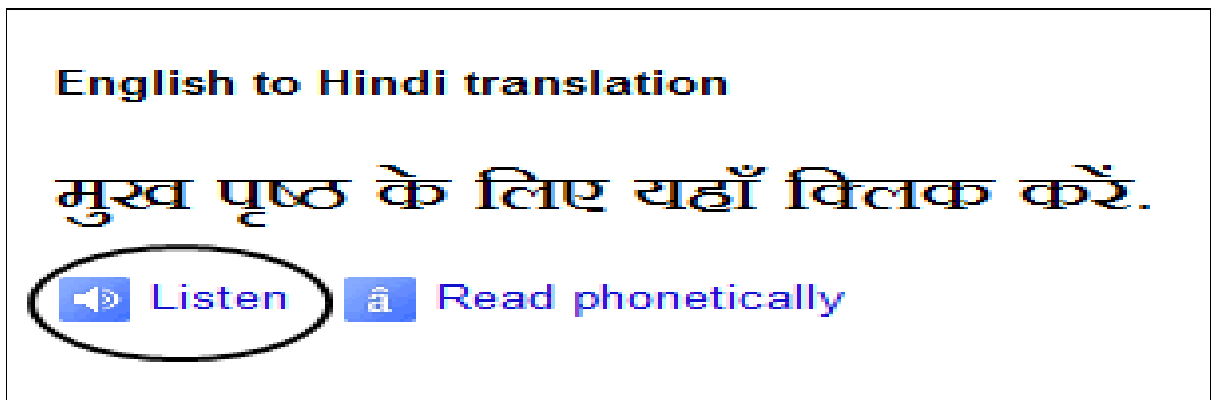 English to Hindi translation
मुख पृष्ठ के लिए यहाँ क्लिक करें.
Listen â Read phonetically